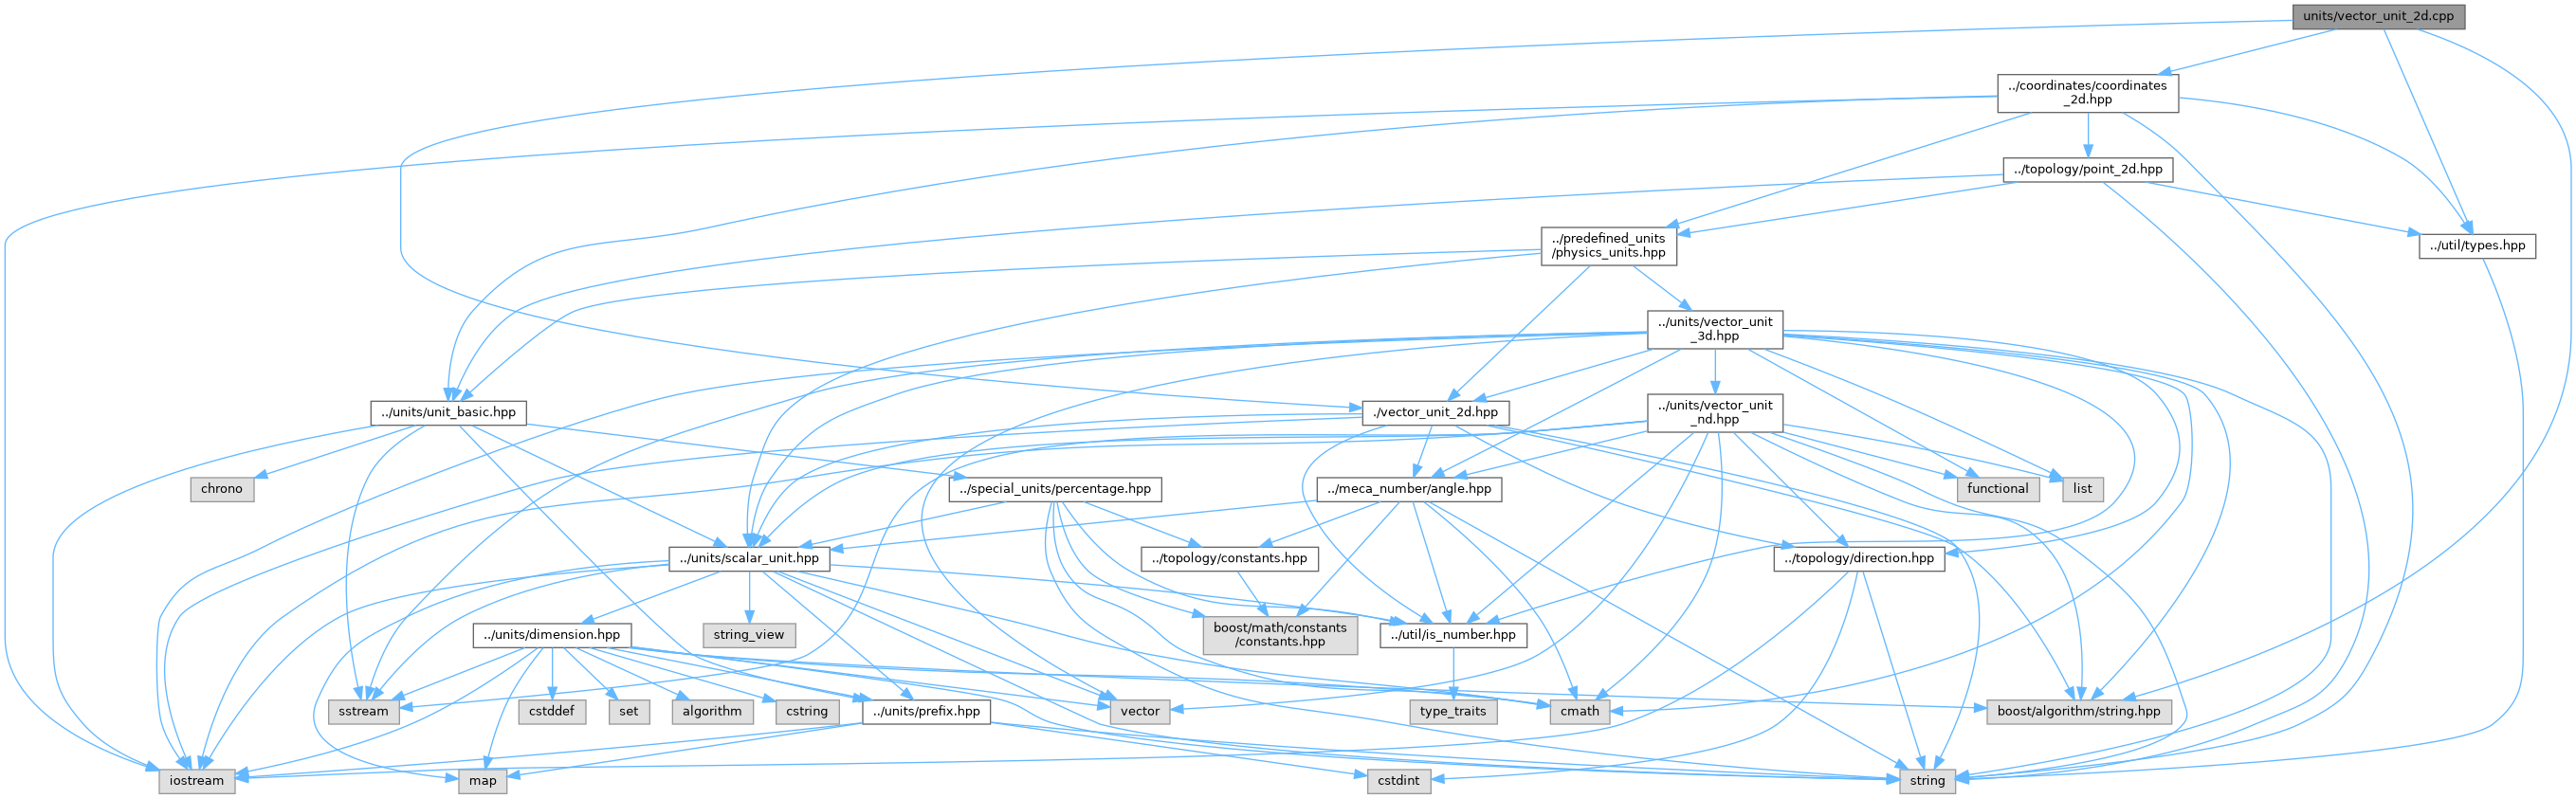 units/vector_unit_2d.cpp
../coordinates/coordinates
_2d.hpp
../topology/point_2d.hpp
../predefined_units
/physics_units.hpp
../util/types.hpp
../units/vector_unit
_3d.hpp
../units/unit_basic.hpp
./vector_unit_2d.hpp
../units/vector_unit
_nd.hpp
chrono
../special_units/percentage.hpp
../meca_number/angle.hpp
functional
list
../units/scalar_unit.hpp
../topology/constants.hpp
../topology/direction.hpp
../units/dimension.hpp
string_view
boost/math/constants
/constants.hpp
../util/is_number.hpp
sstream
cstddef
set
algorithm
cstring
../units/prefix.hpp
vector
type_traits
cmath
boost/algorithm/string.hpp
iostream
map
cstdint
string